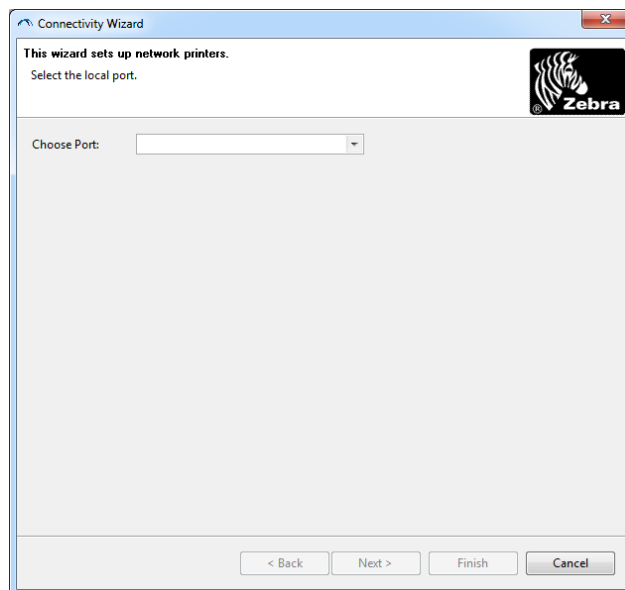 Connectivity Wizard
This wizard sets up network printers.
Select the local port.
® Zebra
Choose Port:
< Back Next > Finish Cancel